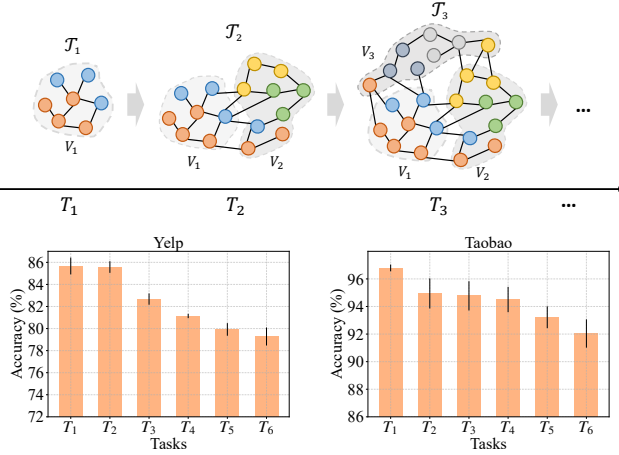 𝒯₁ 𝒯₂ 𝒯₃
V₃
V₁ V₁ V₂ V₁ V₂
...
T₁ T₂ T₃ ...
Yelp
Accuracy (%)
86
84
82
80
78
76
74
72
T₁ T₂ T₃ T₄ T₅ T₆
Tasks
Taobao
Accuracy (%)
96
94
92
90
88
86
T₁ T₂ T₃ T₄ T₅ T₆
Tasks